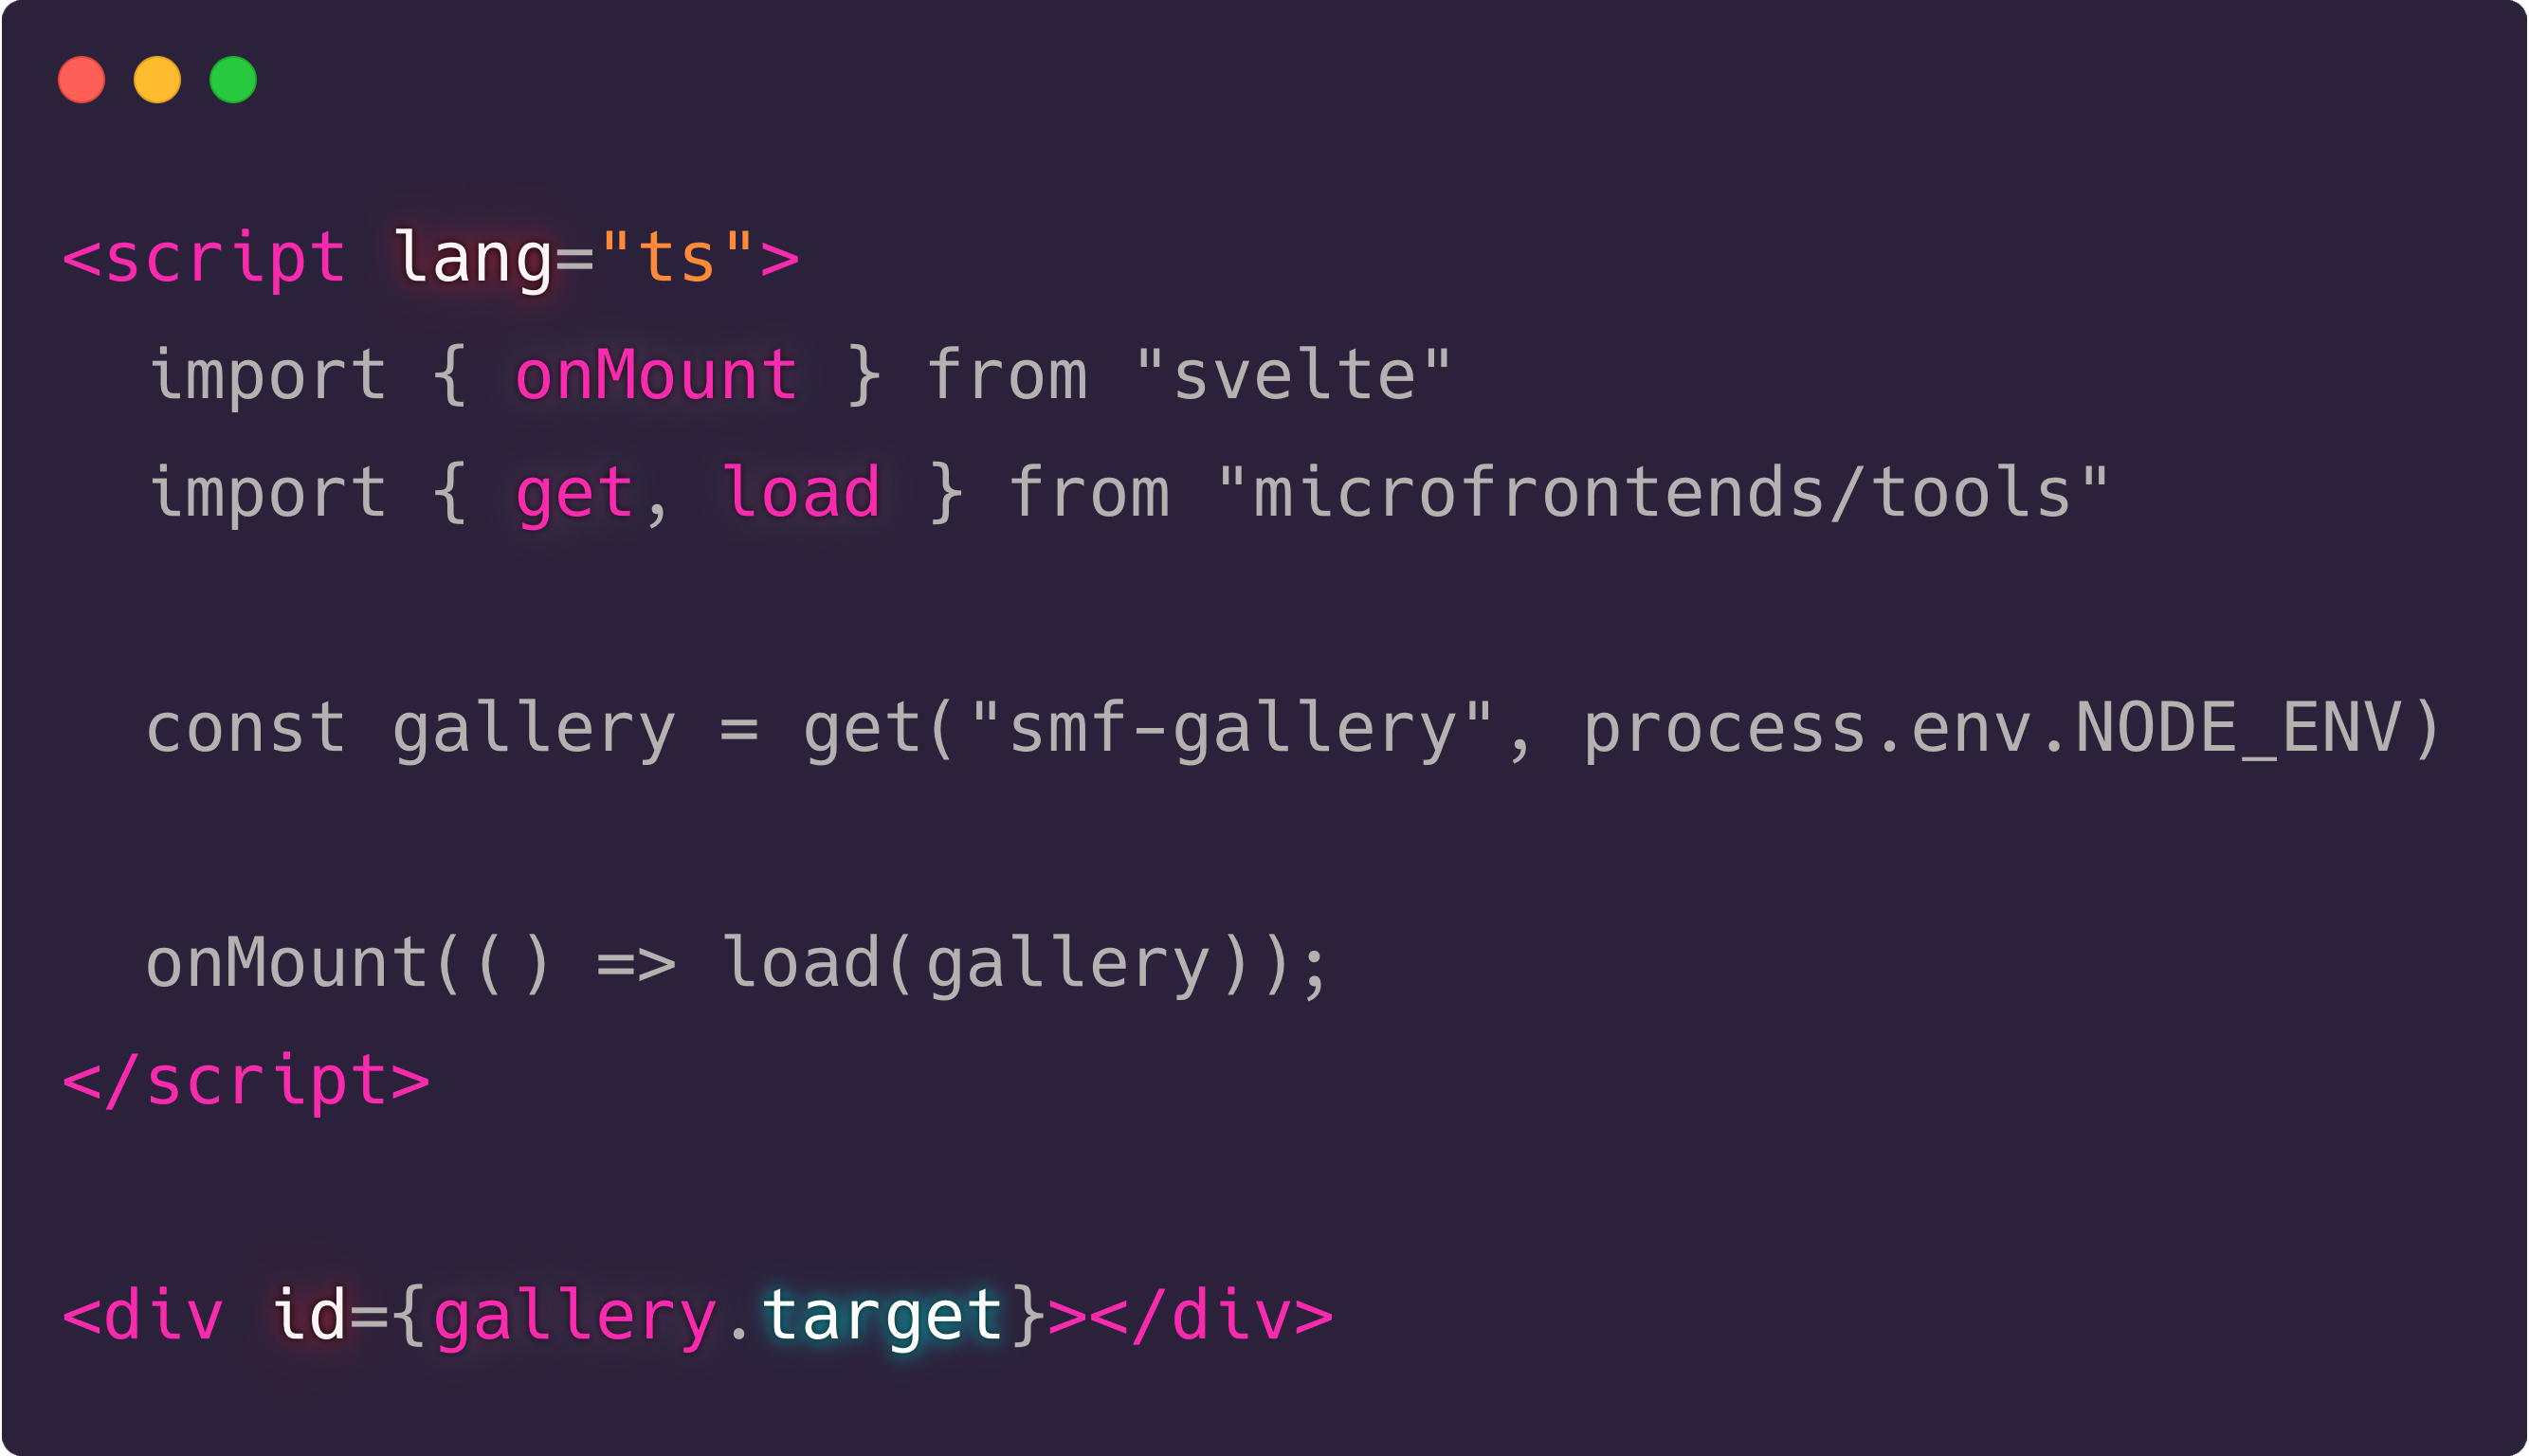 <script lang="ts">
  import { onMount } from "svelte"
  import { get, load } from "microfrontends/tools"

  const gallery = get("smf-gallery", process.env.NODE_ENV)

  onMount(() => load(gallery));
</script>

<div id={gallery.target}></div>